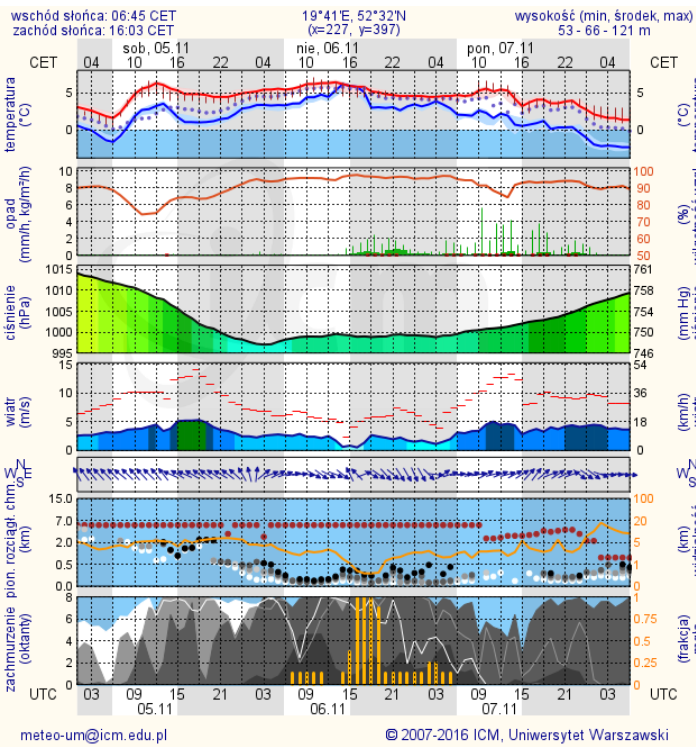 wschód słońca: 06:45 CET
zachód słońca: 16:03 CET
19°41'E, 52°32'N
(x=227, y=397)
wysokość (min, środek, max)
53 - 66 - 121 m
sob, 05.11 nie, 06.11 pon, 07.11
CET 04 10 16 22 04 10 16 22 04 10 16 22 04 CET
temperatura
(°C)
5
0
5
0
(°C)
opad
(mm/h, kg/m²/h)
10
8
6
4
2
0
100
90
80
70
60
50
(%)
ciśnienie
(hPa)
1015
1010
1005
1000
995
761
758
754
750
746
(mm Hg)
wiatr
(m/s)
15
10
5
0
54
36
18
0
(km/h)
N
W E
S
N
W
S
pion. rozciągł. chm.
(km)
15.0
7.0
2.0
0.5
0.0
100
20
5
1
0
(km)
zachmurzenie
(oktanty)
8
6
4
2
0
1
0.75
0.5
0.25
0
(frakcja)
UTC 03 09 15 21 03 09 15 21 03 09 15 21 03 UTC
05.11 06.11 07.11
meteo-um@icm.edu.pl
© 2007-2016 ICM, Uniwersytet Warszawski